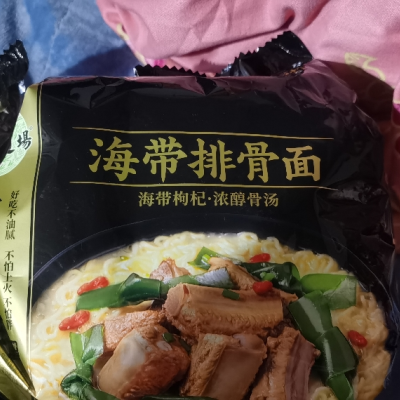 場
海带排骨面
海带枸杞·浓醇骨汤
好吃不油腻
不怕上火